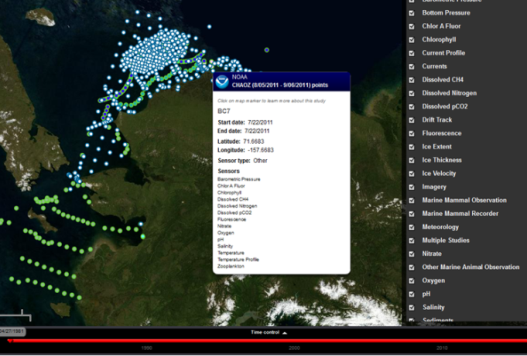 NOAA
CHAOZ (8/05/2011 - 9/06/2011) points
Click on map marker to learn more about this study
BC7
Start date: 7/22/2011
End date: 7/22/2011
Latitude: 71.6683
Longitude: -157.6683
Sensor type: Other
Sensors
Barometric Pressure
Chlor A Fluor
Chlorophyll
Dissolved CH4
Dissolved Nitrogen
Dissolved pCO2
Fluorescence
Nitrate
Oxygen
pH
Salinity
Temperature
Temperature Profile
Zooplankton
Barometric Pressure
Bottom Pressure
Chlor A Fluor
Chlorophyll
Current Profile
Currents
Dissolved CH4
Dissolved Nitrogen
Dissolved pCO2
Drift Track
Fluorescence
Ice Extent
Ice Thickness
Ice Velocity
Imagery
Marine Mammal Observation
Marine Mammal Recorder
Meteorology
Multiple Studies
Nitrate
Other Marine Animal Observation
Oxygen
pH
Salinity
Sediments
Time control
1990
2000
2010